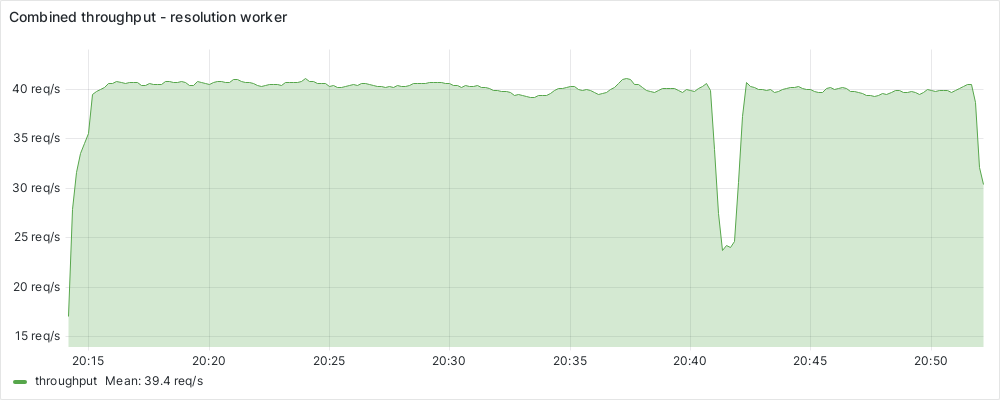 Combined throughput - resolution worker
40 req/s
35 req/s
30 req/s
25 req/s
20 req/s
15 req/s
20:15 20:20 20:25 20:30 20:35 20:40 20:45 20:50
throughput Mean: 39.4 req/s